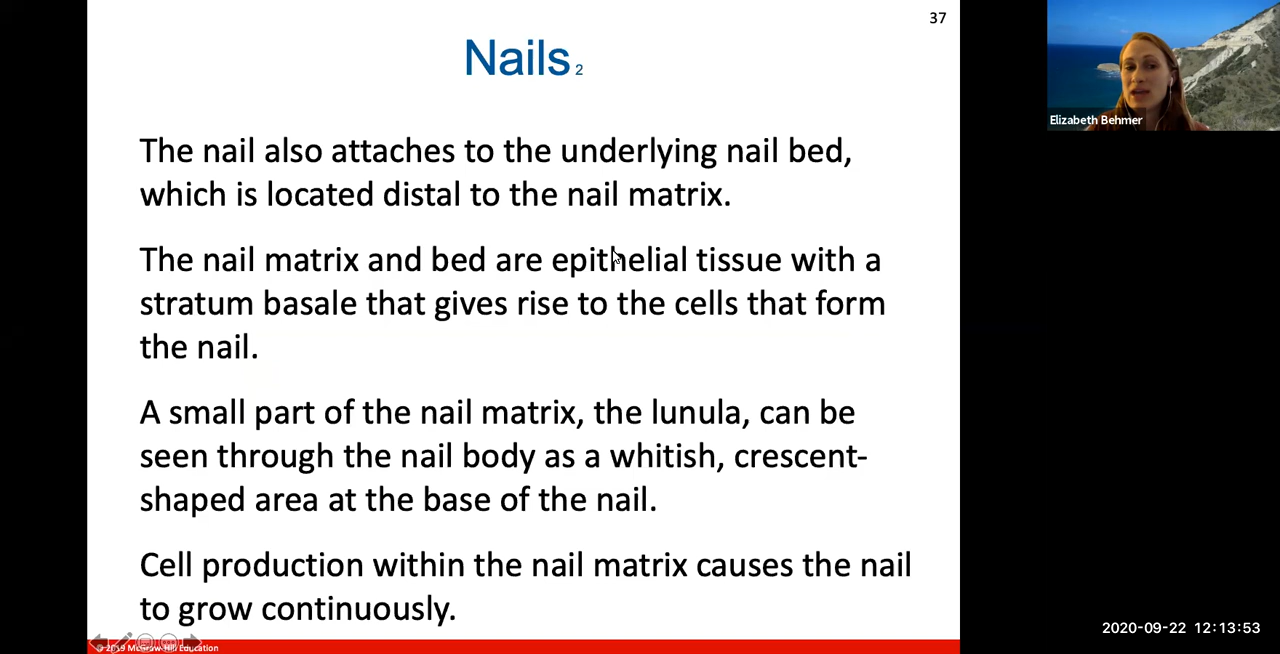 37
Nails 2
Elizabeth Behmer
The nail also attaches to the underlying nail bed,
which is located distal to the nail matrix.
The nail matrix and bed are epithelial tissue with a
stratum basale that gives rise to the cells that form
the nail.
A small part of the nail matrix, the lunula, can be
seen through the nail body as a whitish, crescent-
shaped area at the base of the nail.
Cell production within the nail matrix causes the nail
to grow continuously.
© 2019 McGraw-Hill Education
2020-09-22 12:13:53